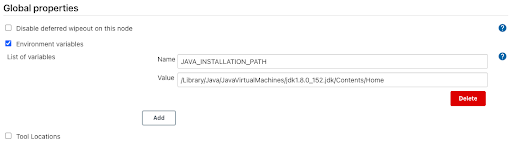 Global properties
Disable deferred wipeout on this node
Environment variables
List of variables
Name
JAVA_INSTALLATION_PATH
Value
/Library/Java/JavaVirtualMachines/jdk1.8.0_152.jdk/Contents/Home
Delete
Add
Tool Locations